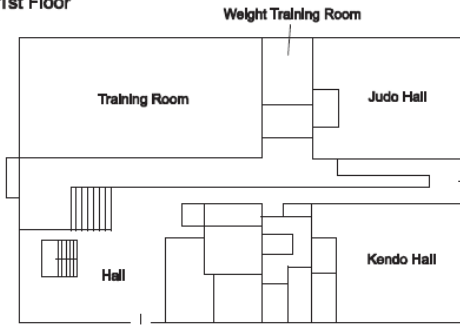 1st Floor
Weight Training Room
Training Room
Judo Hall
Hall
Kendo Hall